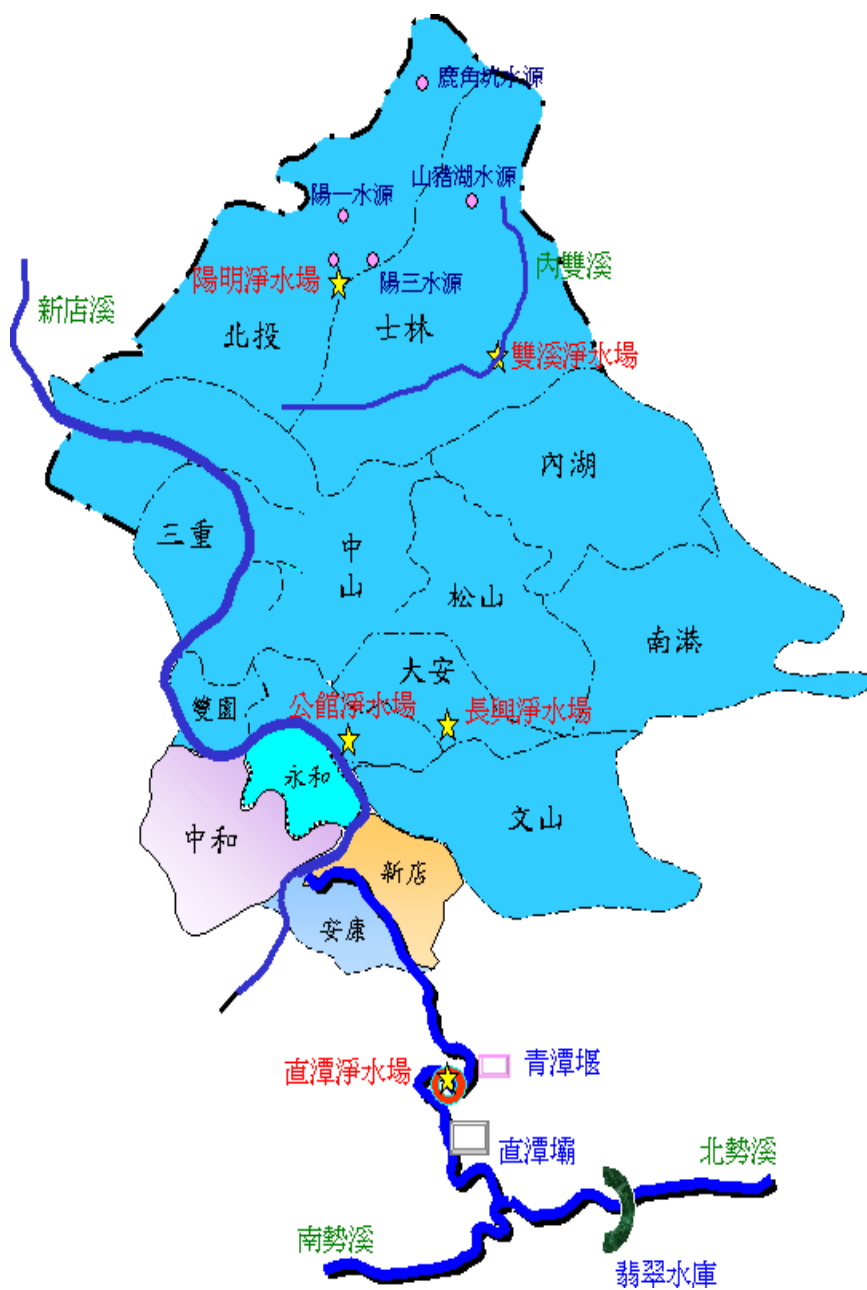 鹿角坑水源
山豬湖水源
陽一水源
內雙溪
陽明淨水場
陽三水源
新店溪
北投
士林
雙溪淨水場
內湖
三重
中山
松山
南港
大安
雙園
公館淨水場
長興淨水場
永和
文山
中和
新店
安康
青潭堰
直潭淨水場
直潭壩
北勢溪
南勢溪
翡翠水庫